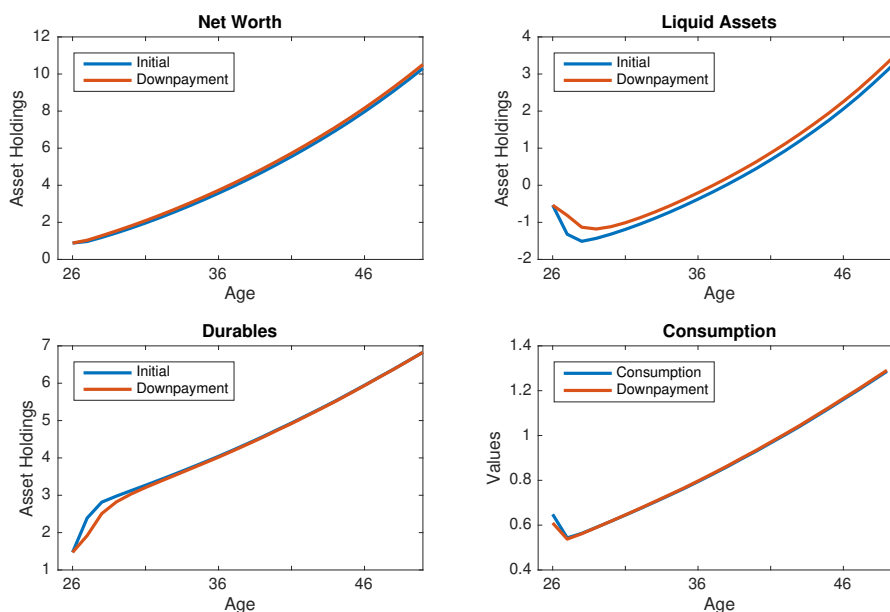 Net Worth
Asset Holdings
12
10
8
6
4
2
0
Initial
Downpayment
26
36
46
Age
Liquid Assets
Asset Holdings
4
3
2
1
0
-1
-2
Initial
Downpayment
26
36
46
Age
Durables
Asset Holdings
7
6
5
4
3
2
1
Initial
Downpayment
26
36
46
Age
Consumption
Values
1.4
1.2
1
0.8
0.6
0.4
Consumption
Downpayment
26
36
46
Age